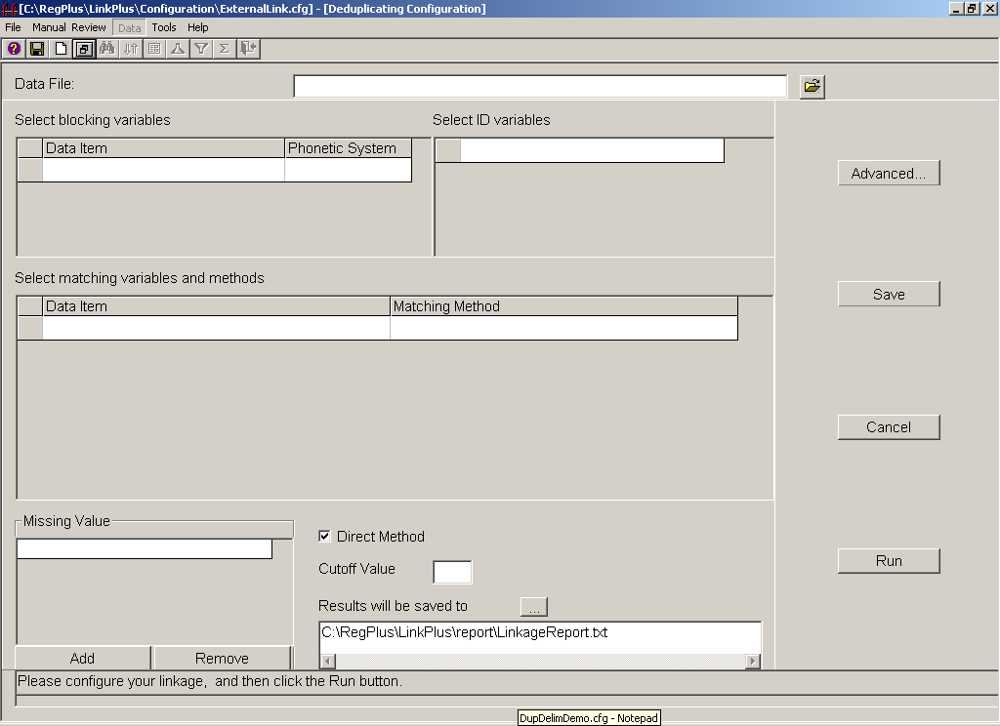 [C:\RegPlus\LinkPlus\Configuration\ExternalLink.cfg] - [Deduplicating Configuration]
File Manual Review Data Tools Help
Data File:
Select blocking variables
Select ID variables
Data Item Phonetic System
Advanced...
Select matching variables and methods
Save
Data Item Matching Method
Cancel
Missing Value
Direct Method
Run
Cutoff Value
Results will be saved to ...
C:\RegPlus\LinkPlus\report\LinkageReport.txt
Add Remove
Please configure your linkage, and then click the Run button.
DupDelimDemo.cfg - Notepad